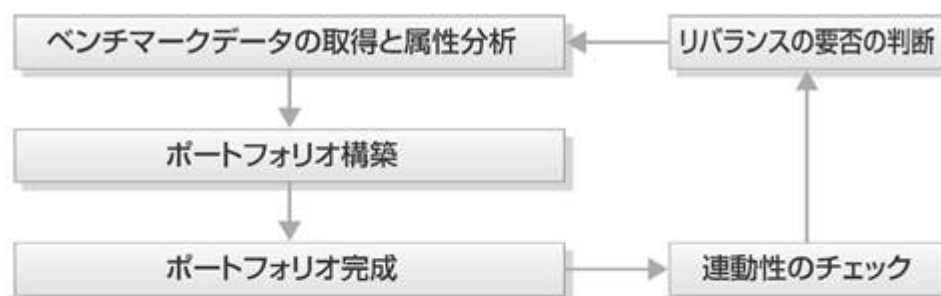 ベンチマークデータの取得と属性分析
リバランスの要否の判断
ポートフォリオ構築
ポートフォリオ完成
連動性のチェック